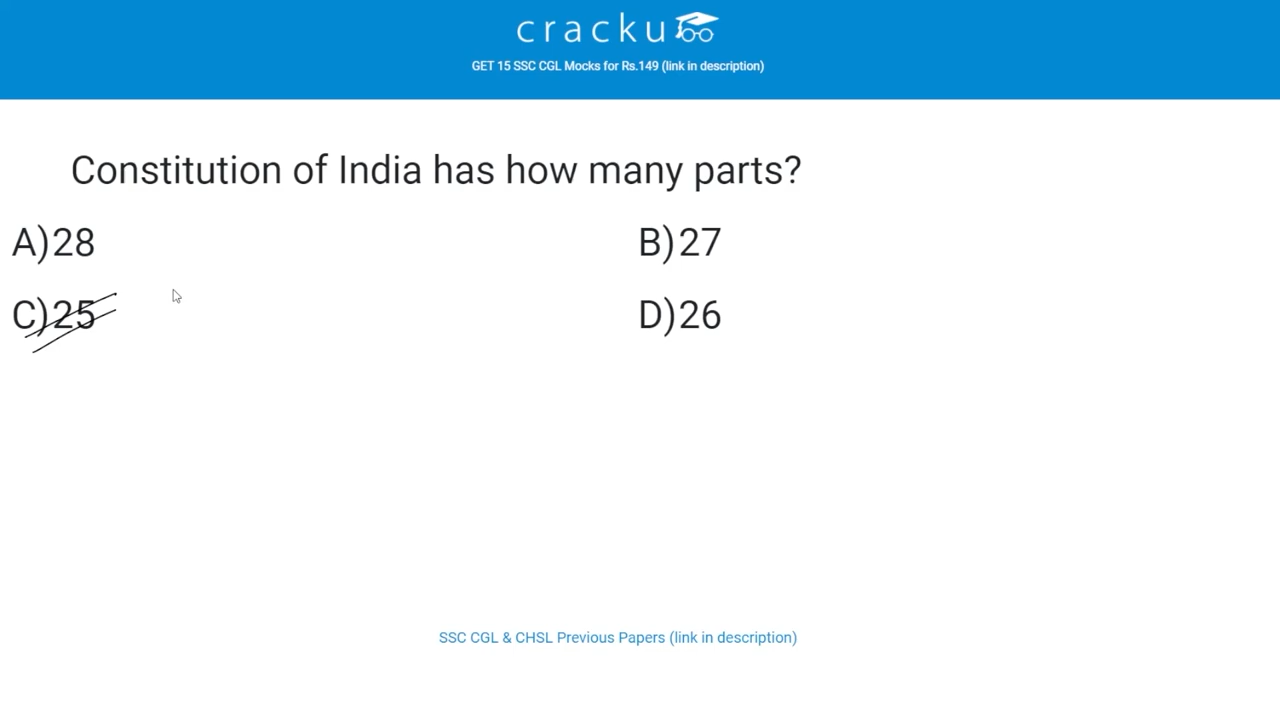 cracku
GET 15 SSC CGL Mocks for Rs.149 (link in description)
Constitution of India has how many parts?
A)28
B)27
C)25
D)26
SSC CGL & CHSL Previous Papers (link in description)